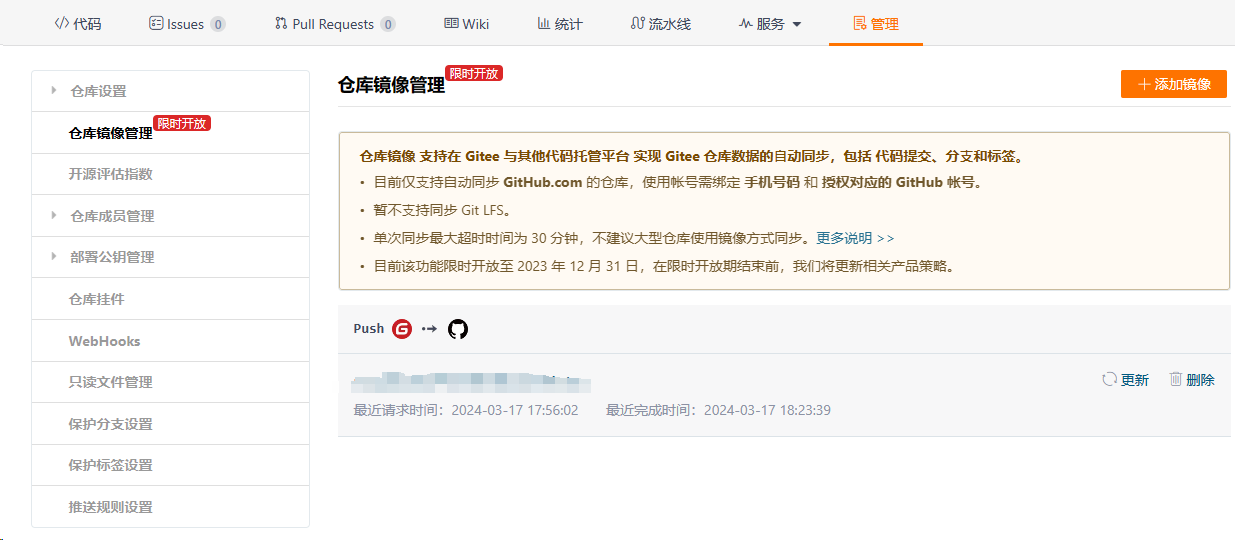 代码 Issues 0 Pull Requests 0 Wiki 统计 流水线 服务 管理
仓库设置
仓库镜像管理 限时开放
开源评估指数
仓库成员管理
部署公钥管理
仓库挂件
WebHooks
只读文件管理
保护分支设置
保护标签设置
推送规则设置
仓库镜像管理 限时开放
添加镜像
仓库镜像 支持在 Gitee 与其他代码托管平台 实现 Gitee 仓库数据的自动同步，包括 代码提交、分支和标签。
• 目前仅支持自动同步 GitHub.com 的仓库，使用帐号需绑定 手机号码 和 授权对应的 GitHub 帐号。
• 暂不支持同步 Git LFS。
• 单次同步最大超时时间为 30 分钟，不建议大型仓库使用镜像方式同步。更多说明 >>
• 目前该功能限时开放至 2023 年 12 月 31 日，在限时开放期结束前，我们将更新相关产品策略。
Push
更新 删除
最近请求时间：2024-03-17 17:56:02 最近完成时间：2024-03-17 18:23:39